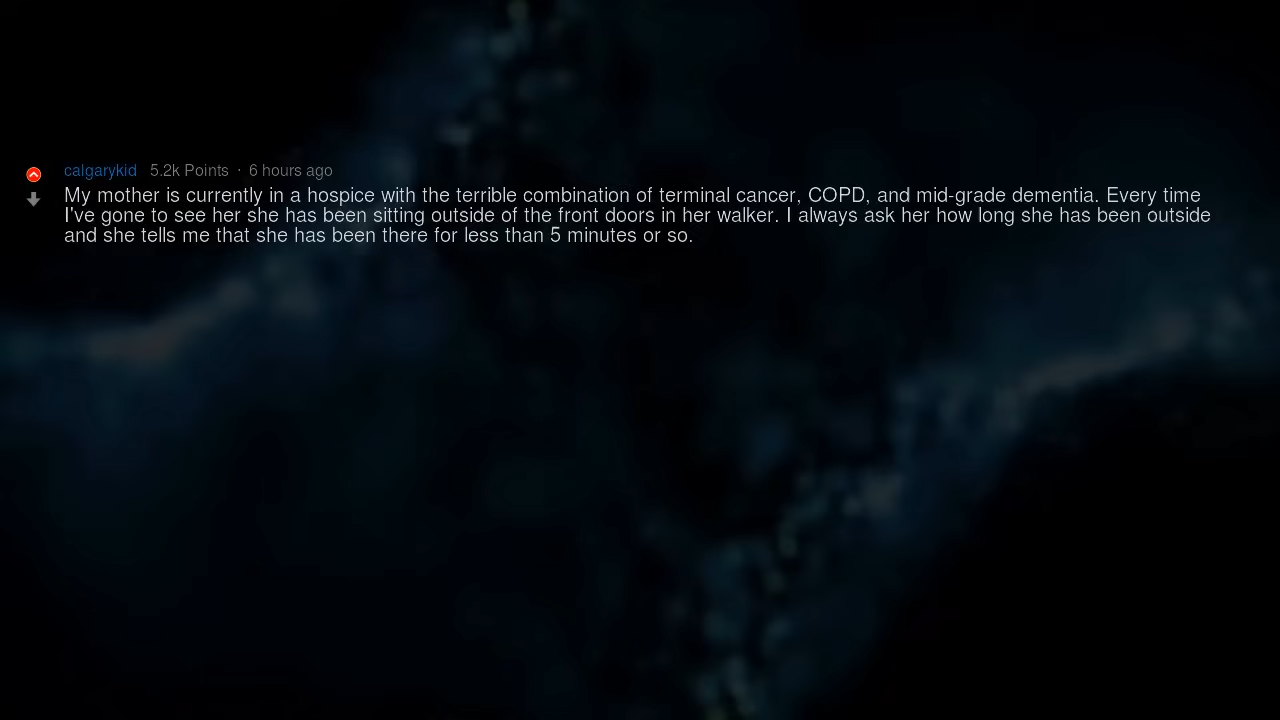 calgarykid 5.2k Points · 6 hours ago
My mother is currently in a hospice with the terrible combination of terminal cancer, COPD, and mid-grade dementia. Every time
I've gone to see her she has been sitting outside of the front doors in her walker. I always ask her how long she has been outside
and she tells me that she has been there for less than 5 minutes or so.